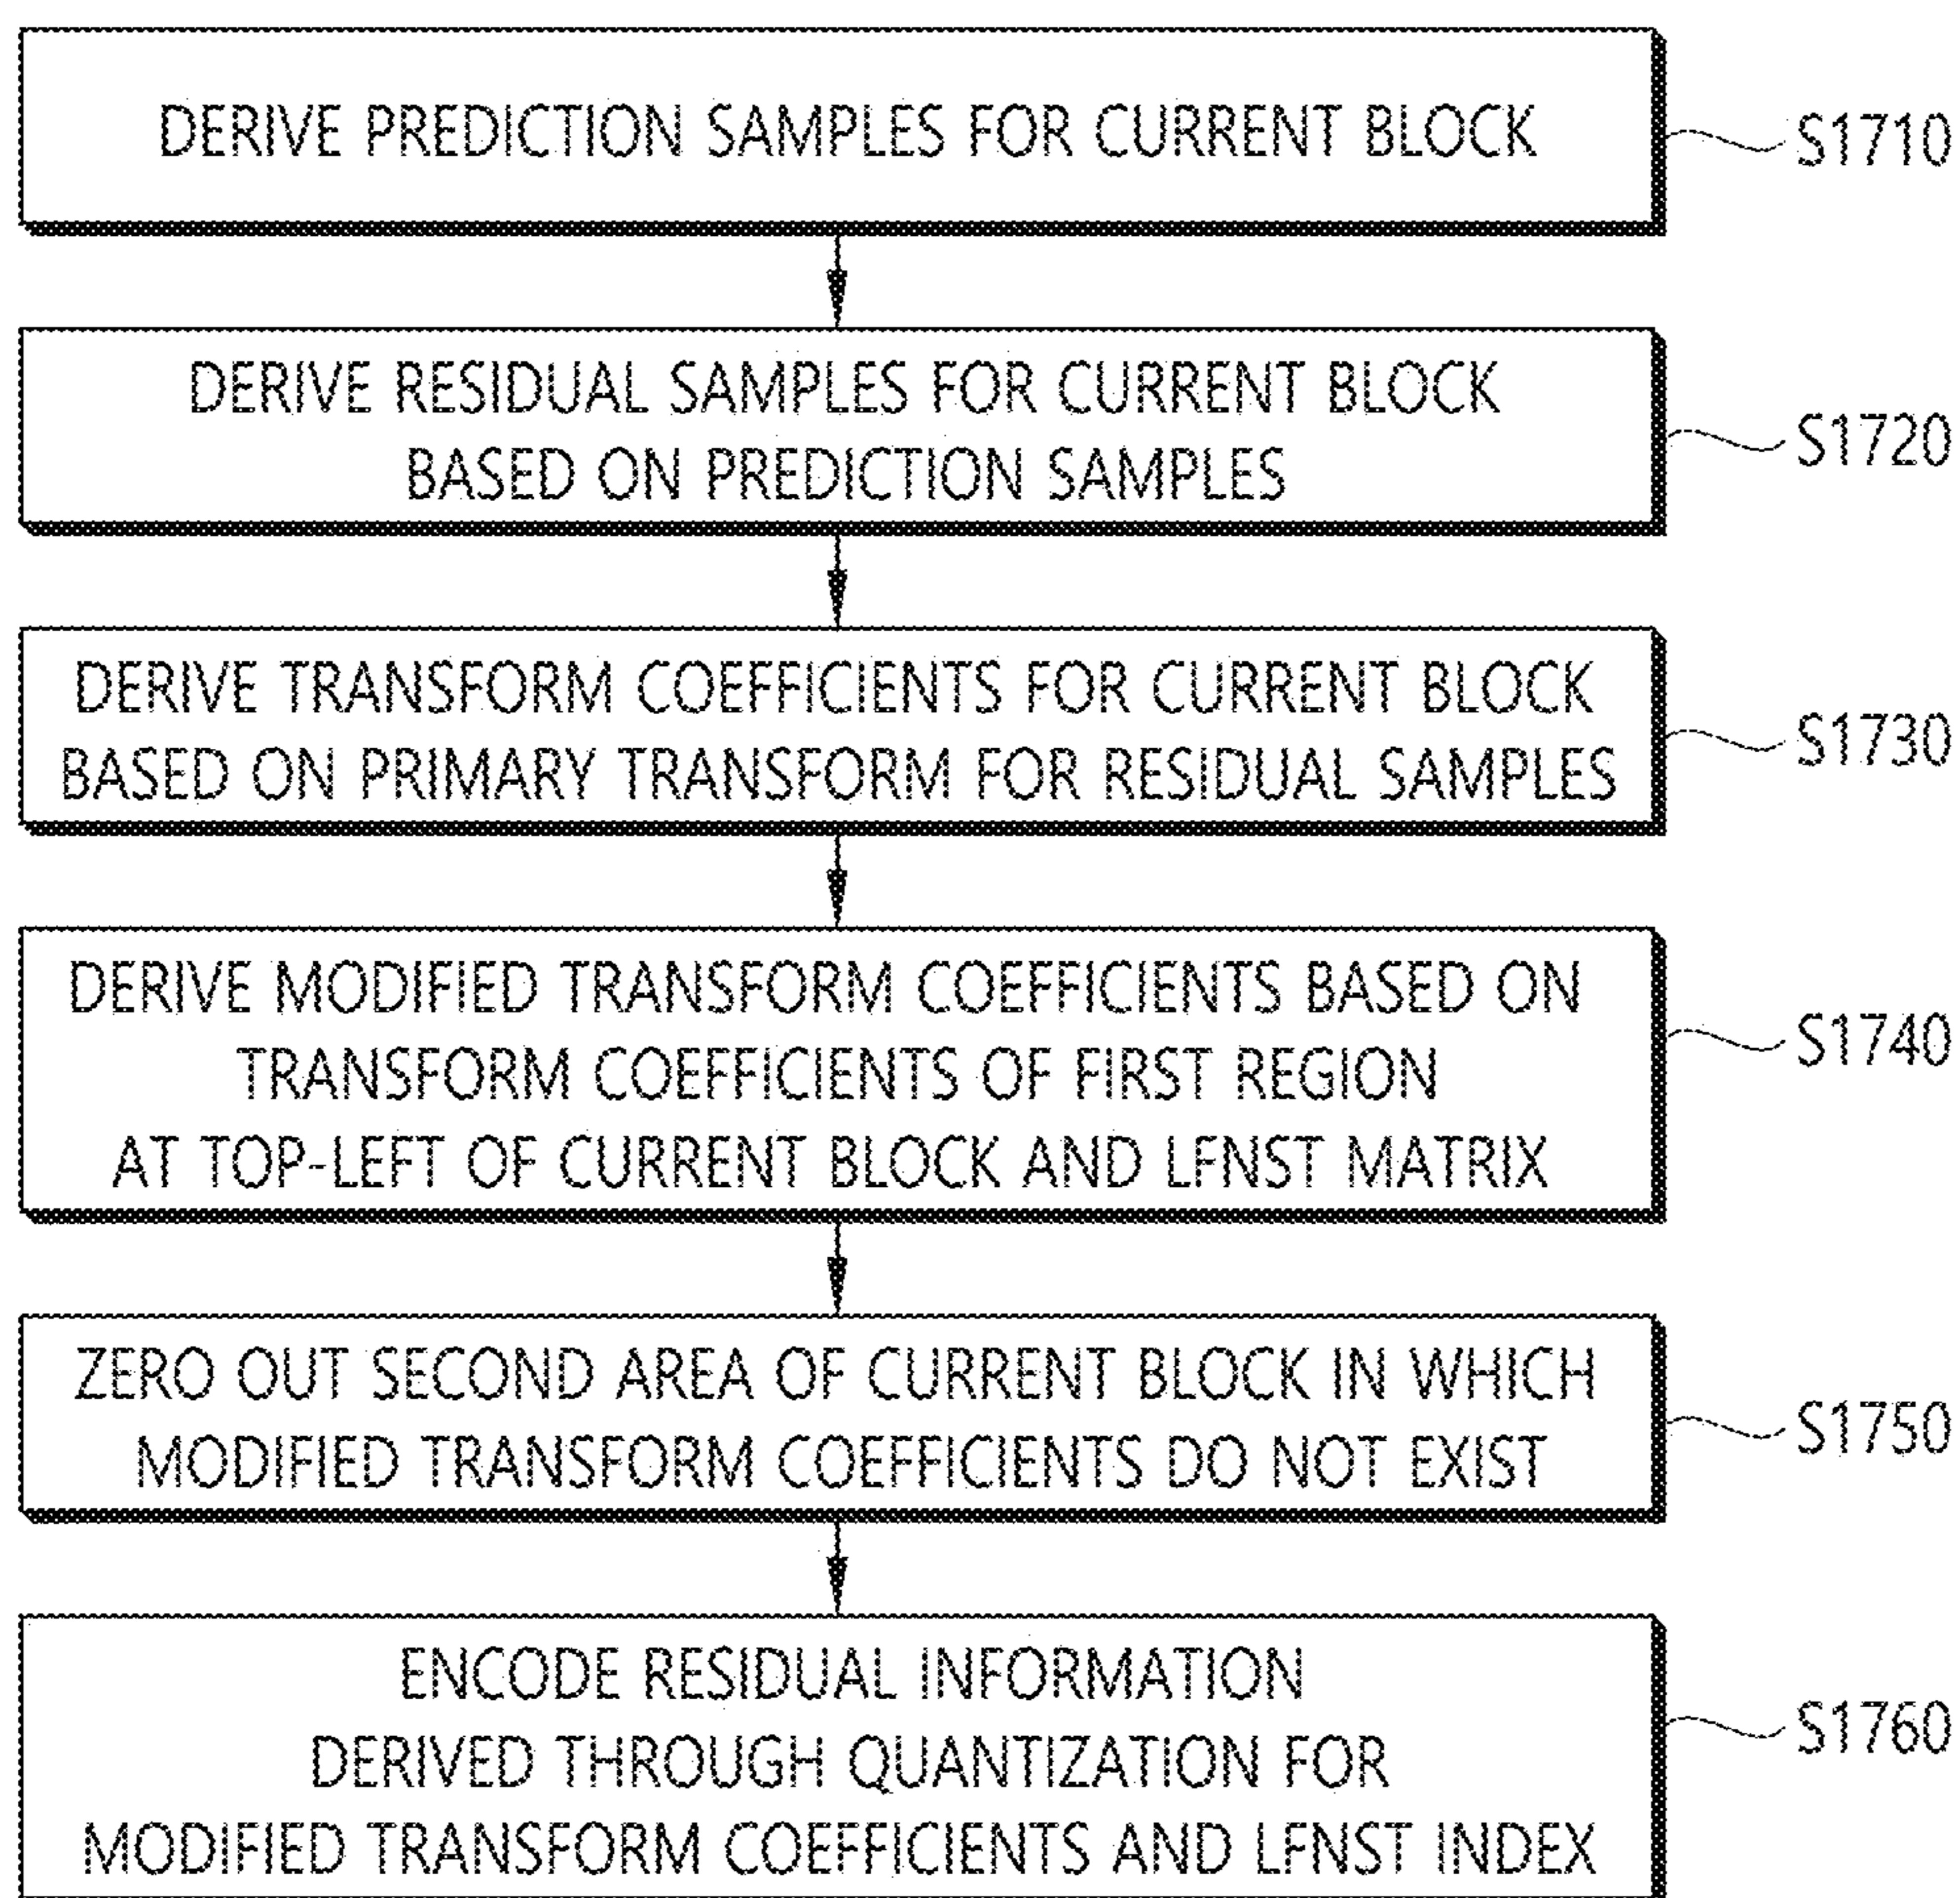 DERIVE PREDICTION SAMPLES FOR CURRENT BLOCK
S1710
DERIVE RESIDUAL SAMPLES FOR CURRENT BLOCK
BASED ON PREDICTION SAMPLES
S1720
DERIVE TRANSFORM COEFFICIENTS FOR CURRENT BLOCK
BASED ON PRIMARY TRANSFORM FOR RESIDUAL SAMPLES
S1730
DERIVE MODIFIED TRANSFORM COEFFICIENTS BASED ON
TRANSFORM COEFFICIENTS OF FIRST REGION
AT TOP-LEFT OF CURRENT BLOCK AND LFNST MATRIX
S1740
ZERO OUT SECOND AREA OF CURRENT BLOCK IN WHICH
MODIFIED TRANSFORM COEFFICIENTS DO NOT EXIST
S1750
ENCODE RESIDUAL INFORMATION
DERIVED THROUGH QUANTIZATION FOR
MODIFIED TRANSFORM COEFFICIENTS AND LFNST INDEX
S1760